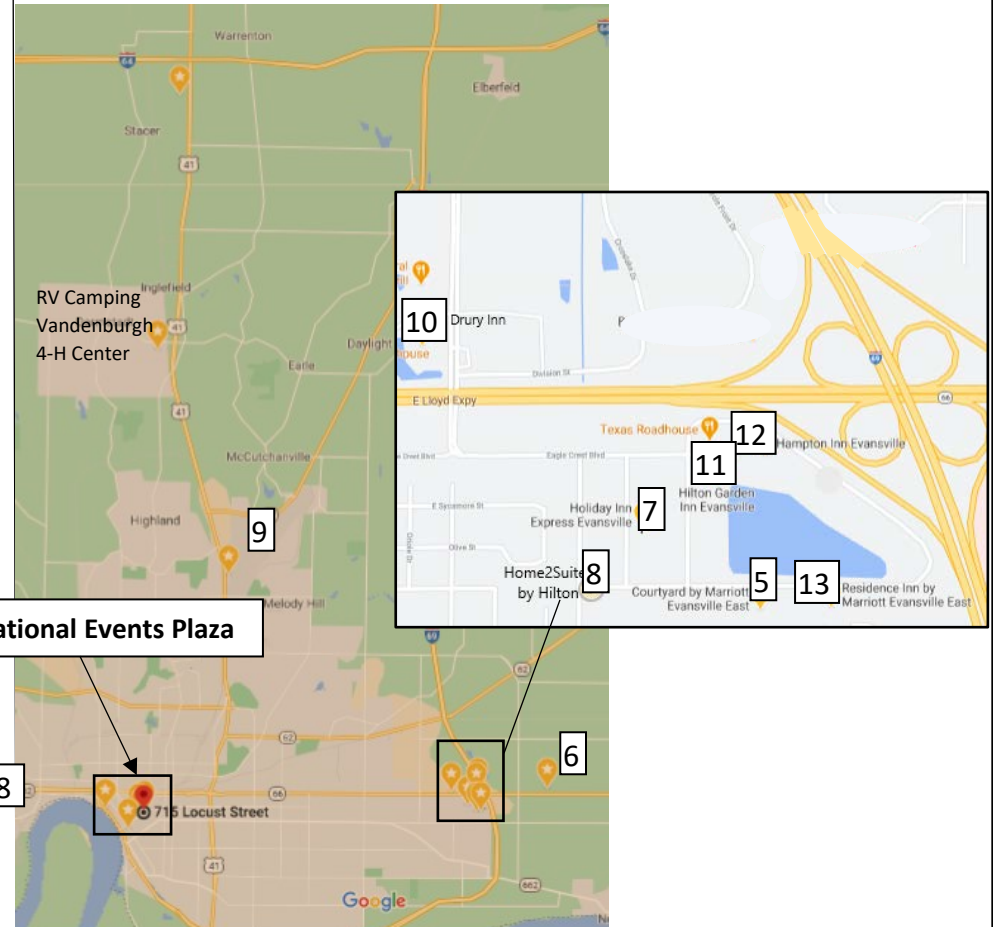 Warrenton
64
Elberfeld
Stacer
41
RV Camping
Vandenburgh
4-H Center
Inglefield
41
Daylight
Earle
41
McCutchanville
Highland
9
Melody Hill
ational Events Plaza
69
62
62
6
8
66
715 Locust Street
41
662
Google
10
Drury Inn
Division St
E Lloyd Expy
69
66
Texas Roadhouse
12
Hampton Inn Evansville
Eagle Crest Blvd
11
Hilton Garden
Inn Evansville
E Sycamore St
Holiday Inn
Express Evansville
7
Olive St
Home2Suite
by Hilton
8
Courtyard by Marriott
Evansville East
5
13
Residence Inn by
Marriott Evansville East